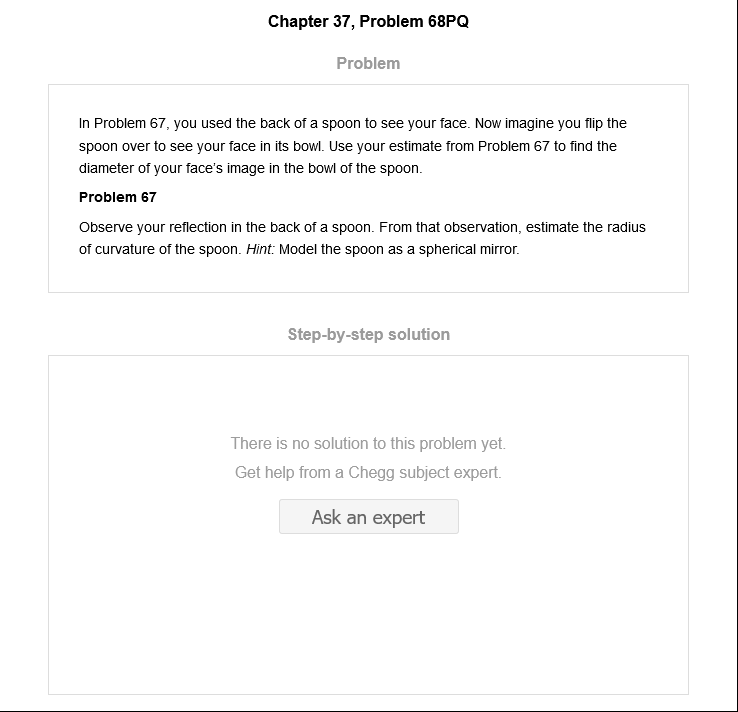 Chapter 37, Problem 68PQ
Problem
In Problem 67, you used the back of a spoon to see your face. Now imagine you flip the
spoon over to see your face in its bowl. Use your estimate from Problem 67 to find the
diameter of your face's image in the bowl of the spoon.
Problem 67
Observe your reflection in the back of a spoon. From that observation, estimate the radius
of curvature of the spoon. Hint: Model the spoon as a spherical mirror.
Step-by-step solution
There is no solution to this problem yet.
Get help from a Chegg subject expert.
Ask an expert